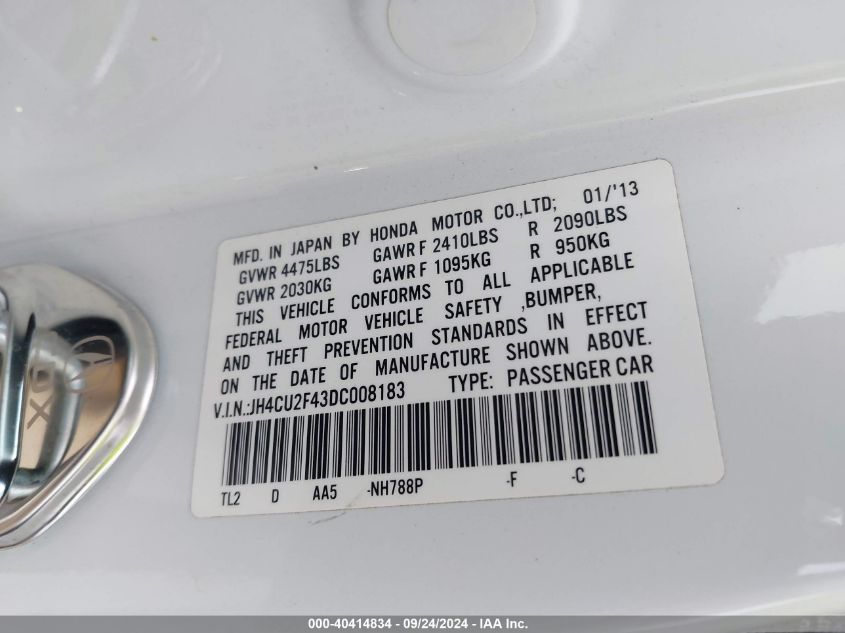 MFD. IN JAPAN BY HONDA MOTOR CO.,LTD; 01/'13
GVWR 4475LBS GAWR F 2410LBS R 2090LBS
GVWR 2030KG GAWR F 1095KG R 950KG
THIS VEHICLE CONFORMS TO ALL APPLICABLE
FEDERAL MOTOR VEHICLE SAFETY ,BUMPER,
AND THEFT PREVENTION STANDARDS IN EFFECT
ON THE DATE OF MANUFACTURE SHOWN ABOVE.
V.I.N.:JH4CU2F43DC008183 TYPE: PASSENGER CAR
TL2 D AA5 -NH788P -F -C
000-40414834 - 09/24/2024 - IAA Inc.